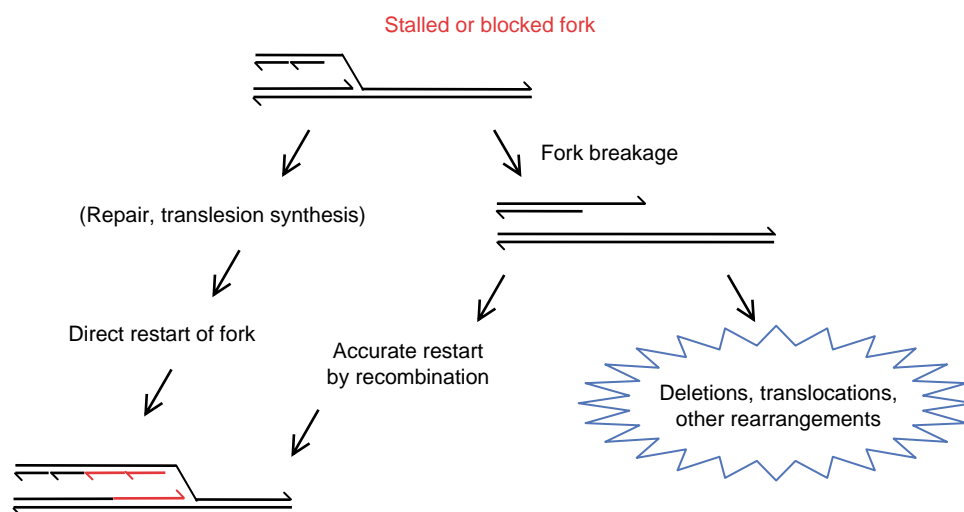 Stalled or blocked fork
Fork breakage
(Repair, translesion synthesis)
Direct restart of fork
Accurate restart
by recombination
Deletions, translocations,
other rearrangements